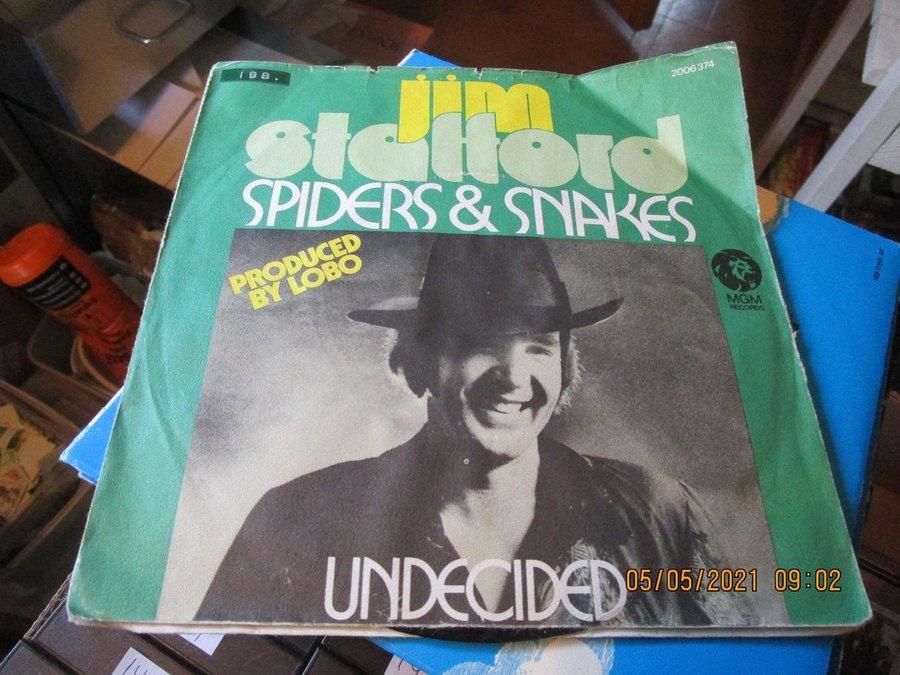 198.
2006 374
jim
stafford
SPIDERS & SNAKES
PRODUCED
BY LOBO
MGM
RECORDS
UNDECIDED
05/05/2021 09:02